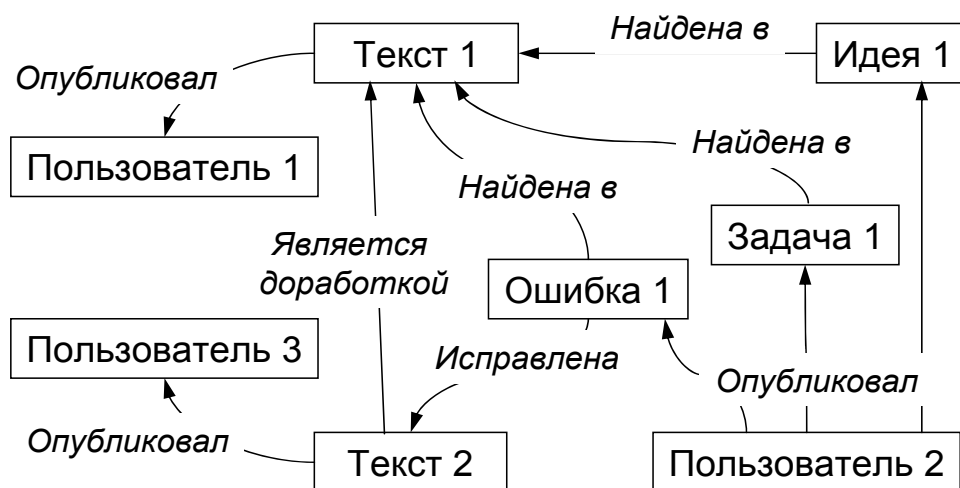 Найдена в
Текст 1
Идея 1
Опубликовал
Пользователь 1
Найдена в
Найдена в
Задача 1
Является
доработкой
Ошибка 1
Пользователь 3
Исправлена
Опубликовал
Опубликовал
Текст 2
Пользователь 2